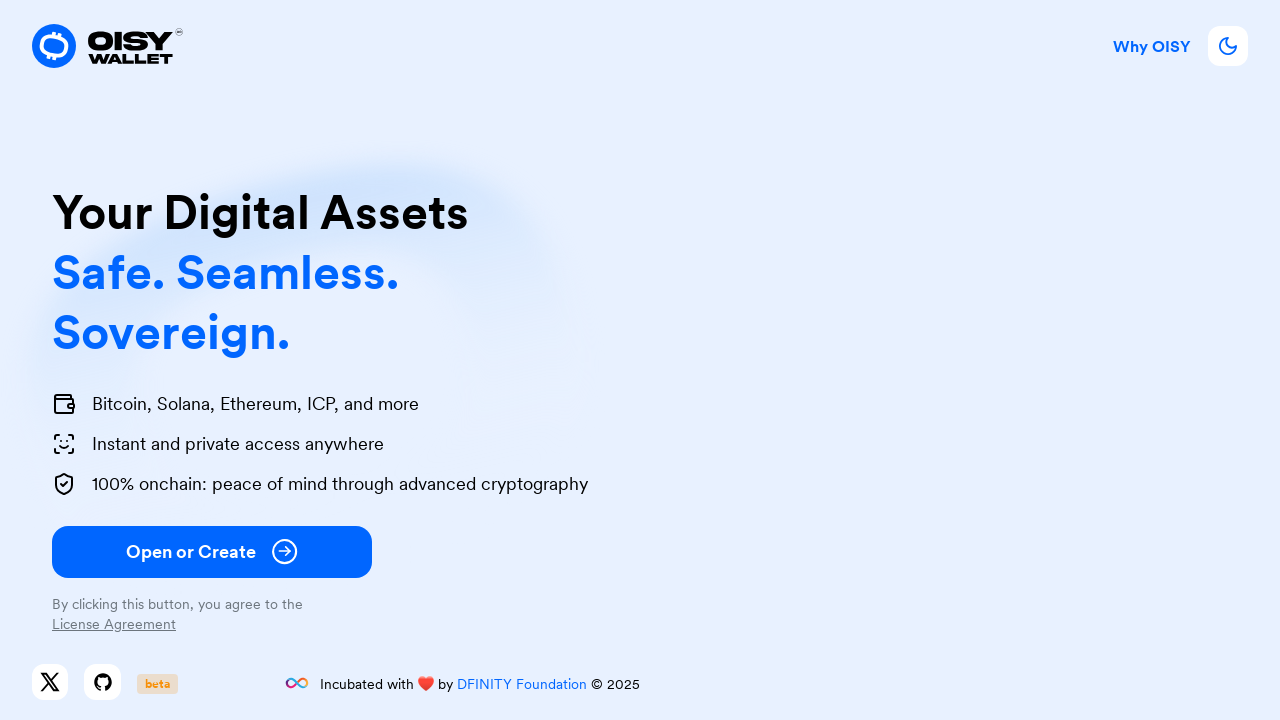 OISY
WALLET
Why OISY
Your Digital Assets
Safe. Seamless.
Sovereign.
Bitcoin, Solana, Ethereum, ICP, and more
Instant and private access anywhere
100% onchain: peace of mind through advanced cryptography
Open or Create
By clicking this button, you agree to the
License Agreement
beta
Incubated with ❤️ by DFINITY Foundation © 2025